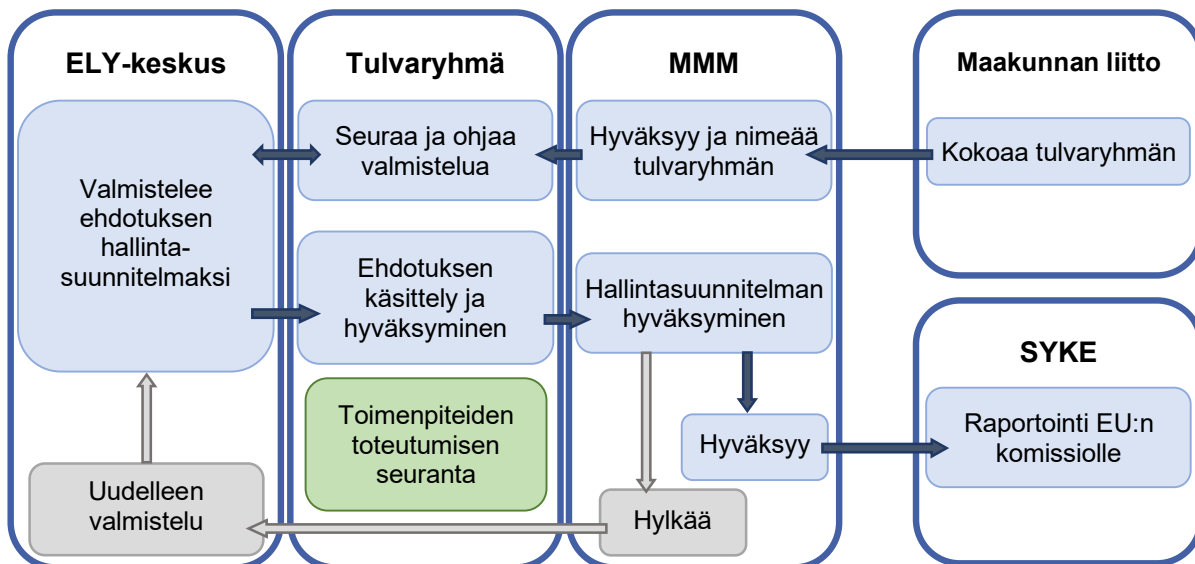 ELY-keskus
Valmistelee
ehdotuksen
hallinta-
suunnitelmaksi
Uudelleen
valmistelu
Tulvaryhmä
Seuraa ja ohjaa
valmistelua
Ehdotuksen
käsittely ja
hyväksyminen
Toimenpiteiden
toteutumisen
seuranta
MMM
Hyväksyy ja nimeää
tulvaryhmän
Hallintasuunnitelman
hyväksyminen
Hyväksyy
Hylkää
Maakunnan liitto
Kokoaa tulvaryhmän
SYKE
Raportointi EU:n
komissiolle